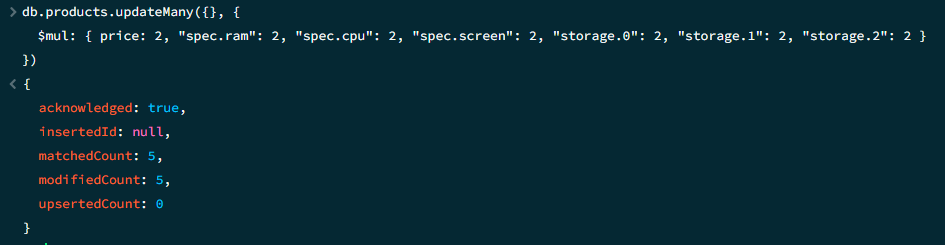 > db.products.updateMany({}, {
$mul: { price: 2, "spec.ram": 2, "spec.cpu": 2, "spec.screen": 2, "storage.0": 2, "storage.1": 2, "storage.2": 2 }
})
< {
acknowledged: true,
insertedId: null,
matchedCount: 5,
modifiedCount: 5,
upsertedCount: 0
}